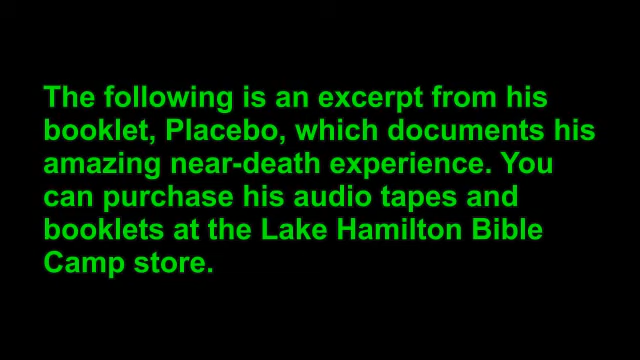 The following is an excerpt from his
booklet, Placebo, which documents his
amazing near-death experience. You
can purchase his audio tapes and
booklets at the Lake Hamilton Bible
Camp store.